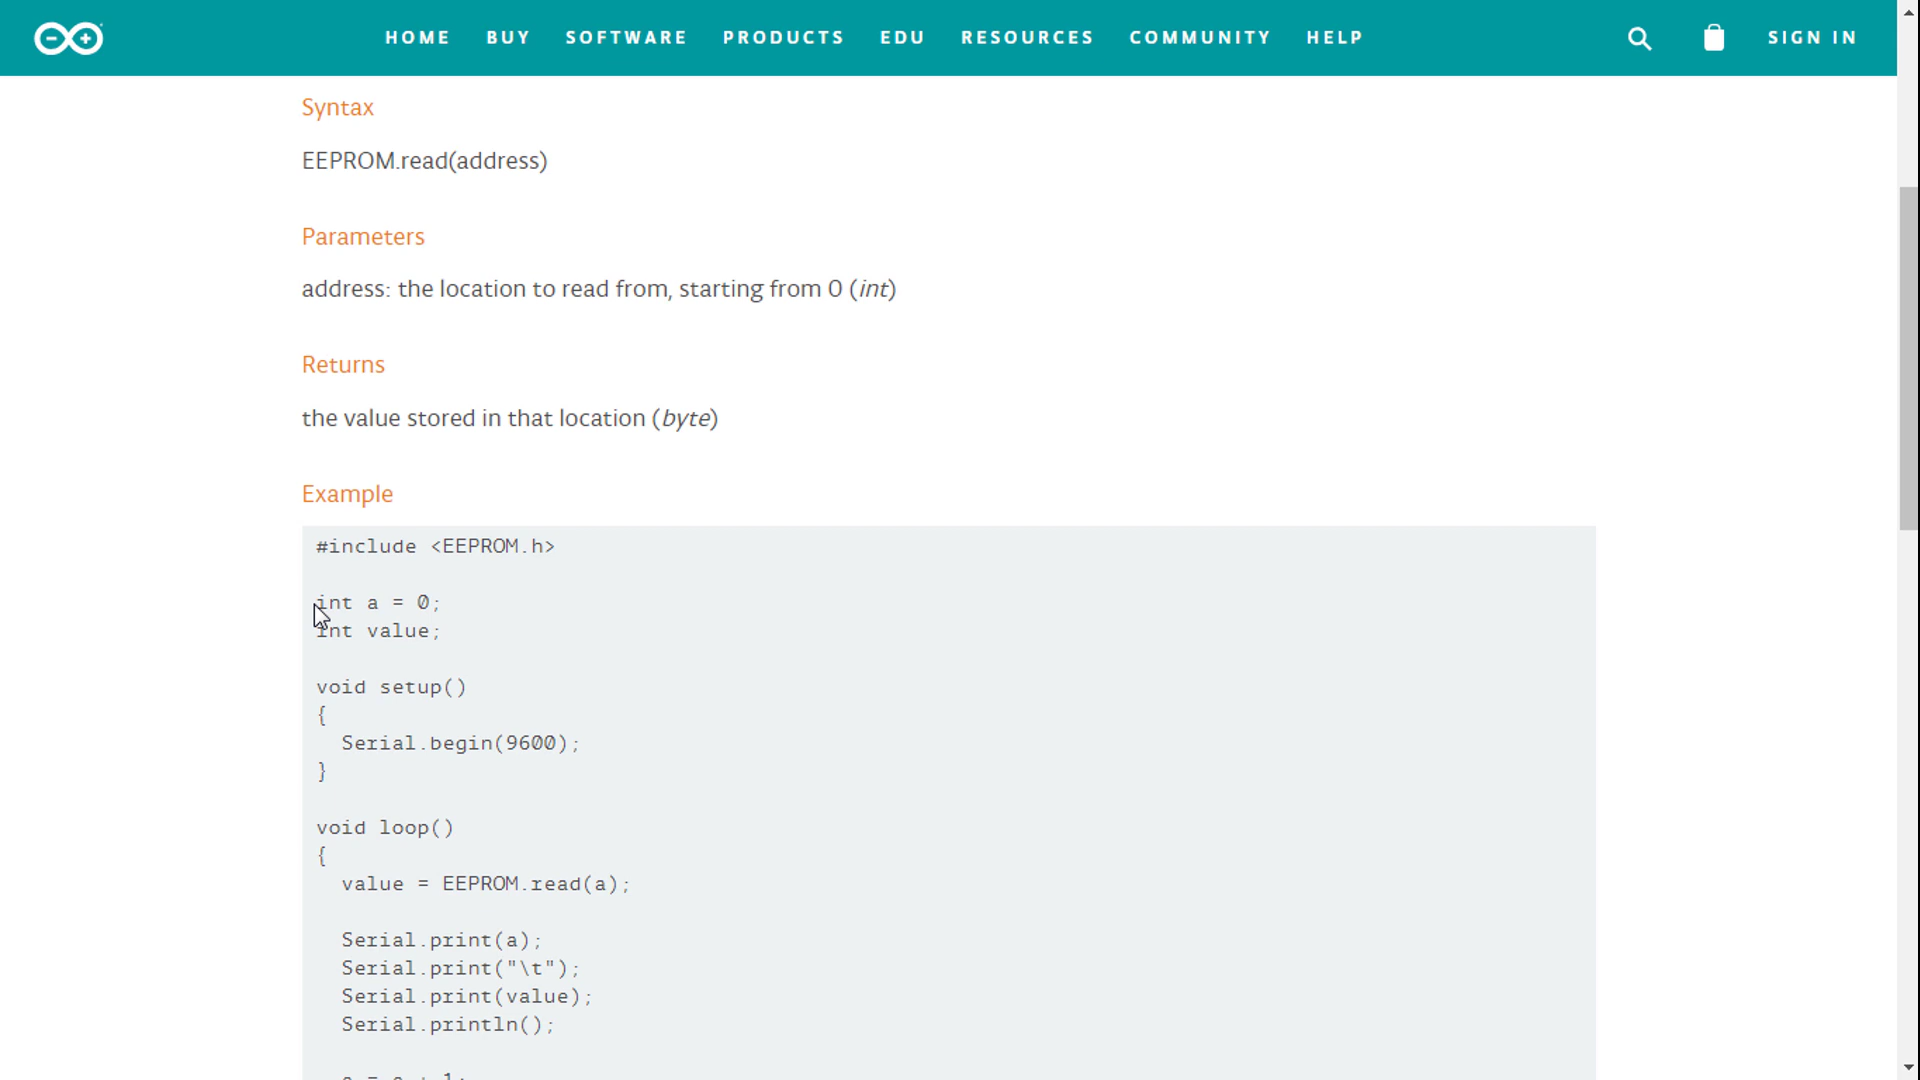 HOME BUY SOFTWARE PRODUCTS EDU RESOURCES COMMUNITY HELP SIGN IN
Syntax
EEPROM.read(address)
Parameters
address: the location to read from, starting from 0 (int)
Returns
the value stored in that location (byte)
Example
#include <EEPROM.h>
int a = 0;
int value;
void setup()
{
Serial.begin(9600);
}
void loop()
{
value = EEPROM.read(a);
Serial.print(a);
Serial.print("\t");
Serial.print(value);
Serial.println();